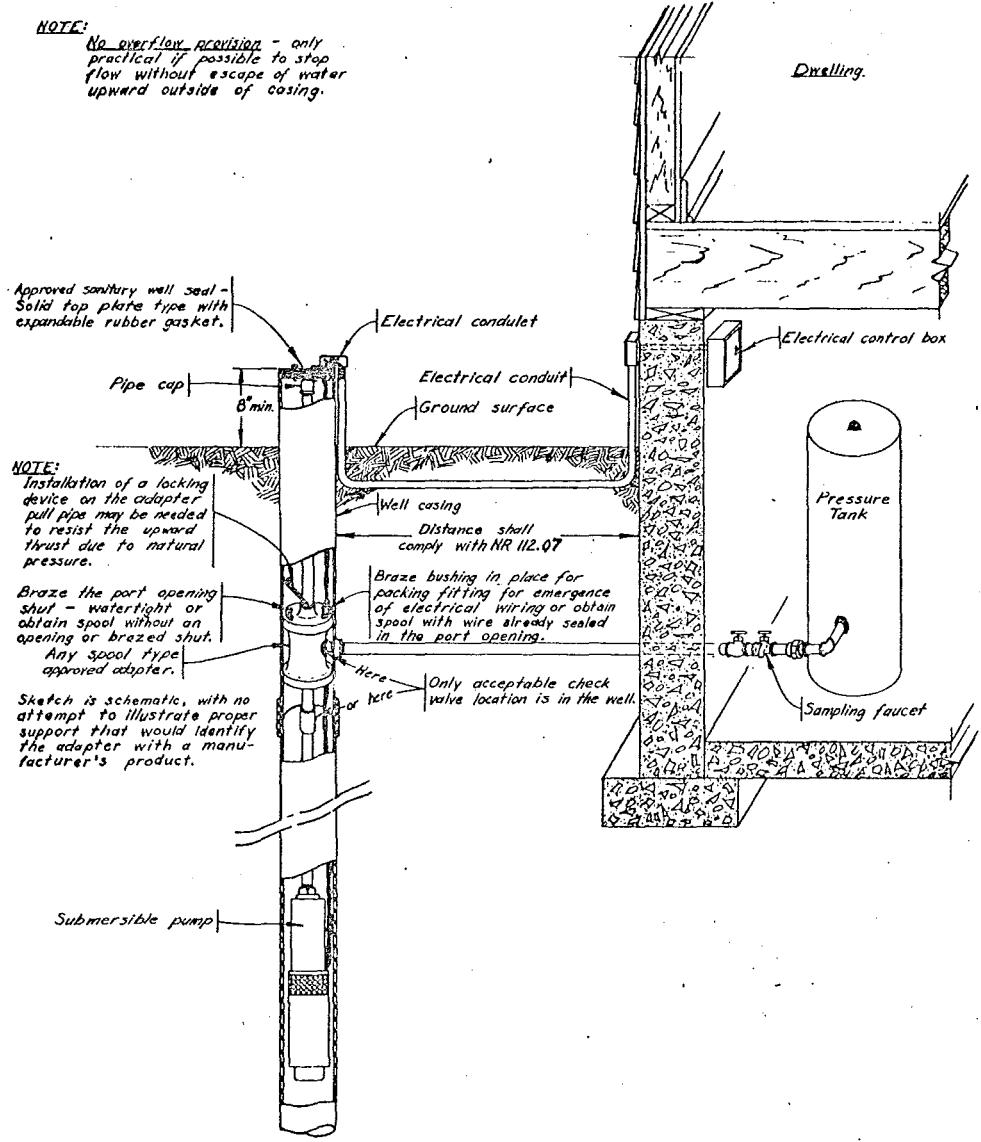 NOTE:
No overflow provision - only
practical if possible to stop
flow without escape of water
upward outside of casing.
Dwelling.
Approved sanitary well seal -
Solid top plate type with
expandable rubber gasket.
Electrical condulet
Electrical control box
Pipe cap
Electrical conduit
8" min.
Ground surface
NOTE:
Installation of a locking
device on the adapter
pull pipe may be needed
to resist the upward
thrust due to natural
pressure.
Well casing
Pressure
Tank
Distance shall
comply with NR 112.07
Braze the port opening
shut - watertight or
obtain spool without an
opening or brazed shut.
Braze bushing in place for
packing fitting for emergence
of electrical wiring or obtain
spool with wire already sealed
in the port opening.
Any spool type
approved adapter.
Here
or here
Only acceptable check
valve location is in the well.
Sampling faucet
Sketch is schematic, with no
attempt to illustrate proper
support that would identify
the adapter with a manu-
facturer's product.
Submersible pump